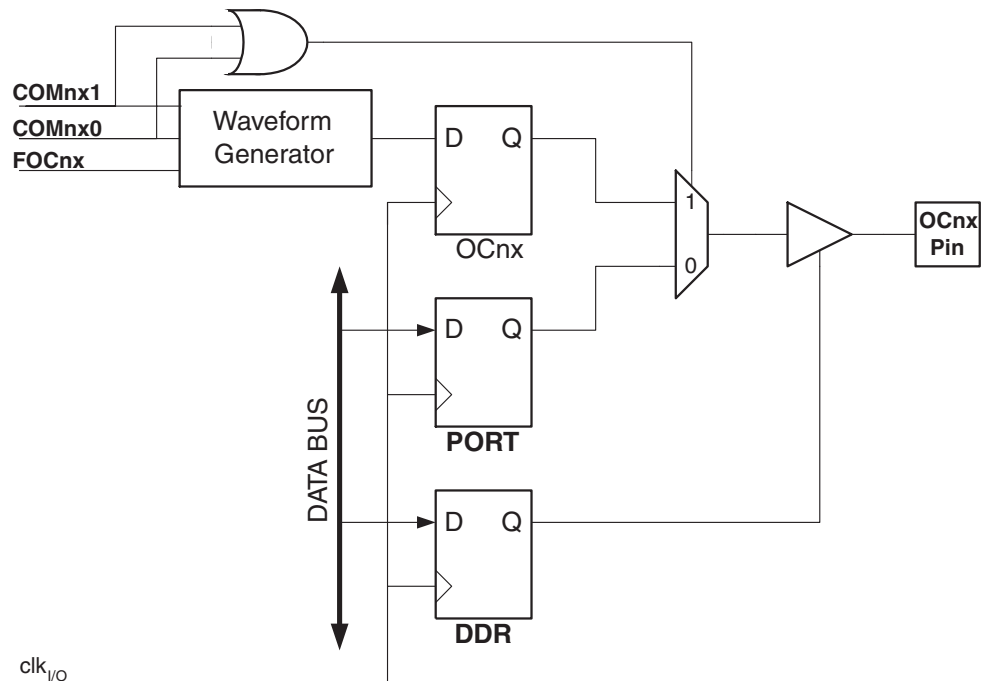 COMnx1
COMnx0
FOCnx
Waveform
Generator
D Q
OCnx
1
0
OCnx
Pin
D Q
PORT
DATA BUS
D Q
DDR
clkI/O